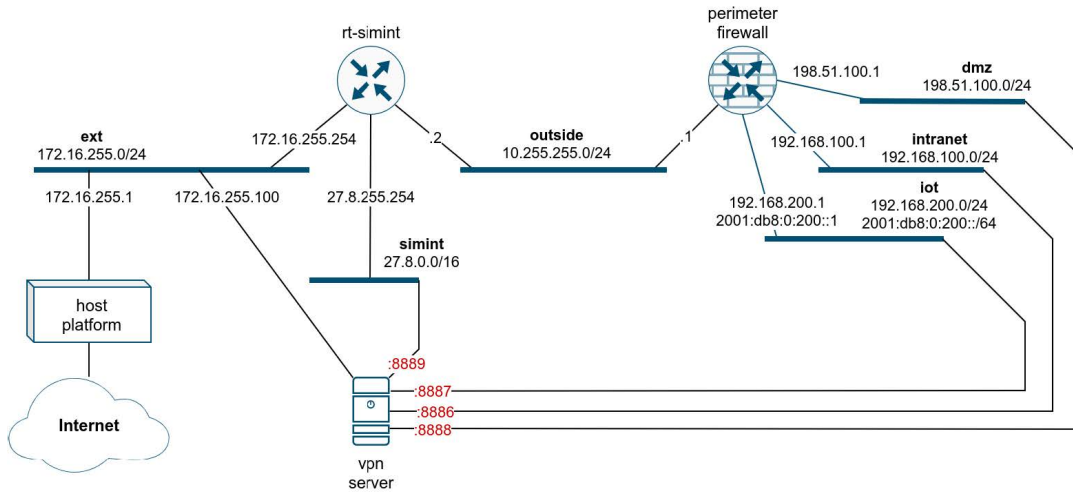 rt-simint
perimeter
firewall
198.51.100.1
dmz
198.51.100.0/24
ext
172.16.255.0/24
172.16.255.254
.2
outside
10.255.255.0/24
.1
192.168.100.1
intranet
192.168.100.0/24
172.16.255.1
172.16.255.100
27.8.255.254
192.168.200.1
2001:db8:0:200::1
iot
192.168.200.0/24
2001:db8:0:200::/64
simint
27.8.0.0/16
host
platform
:8889
:8887
:8886
:8888
Internet
vpn
server